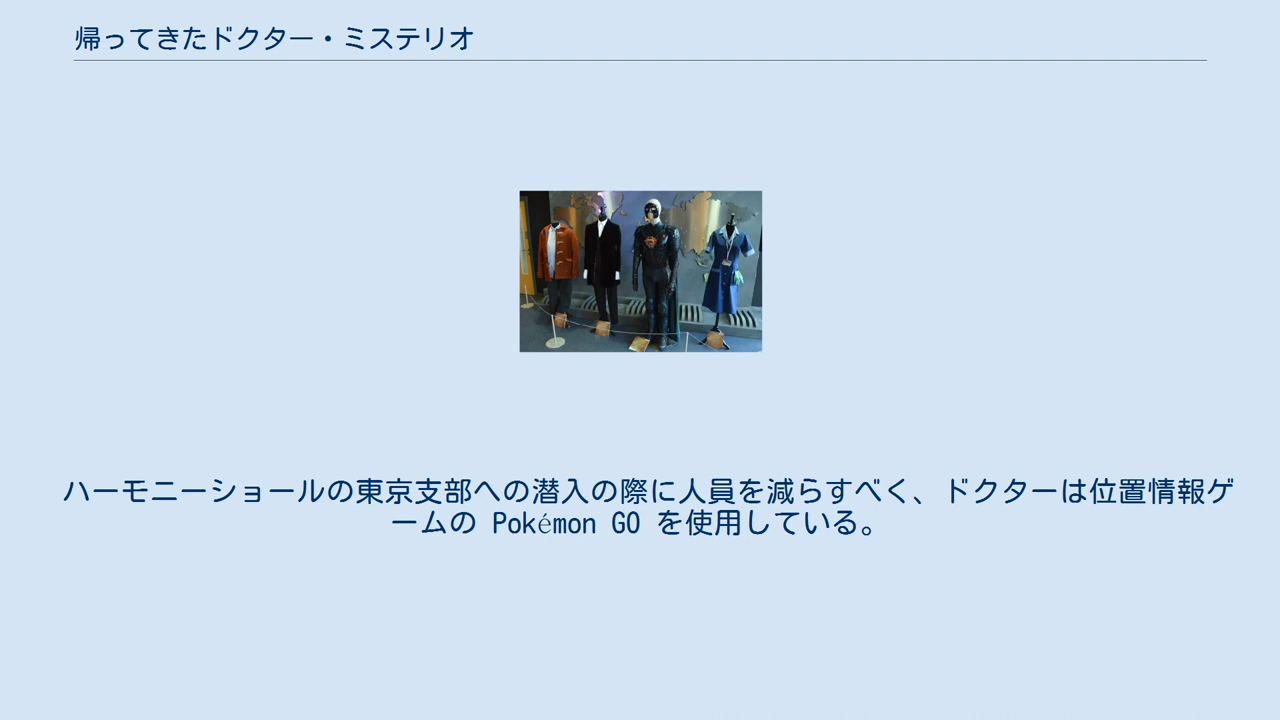 帰ってきたドクター・ミステリオ
ハーモニーショールの東京支部への潜入の際に人員を減らすべく、ドクターは位置情報ゲ
ームの Pokémon GO を使用している。